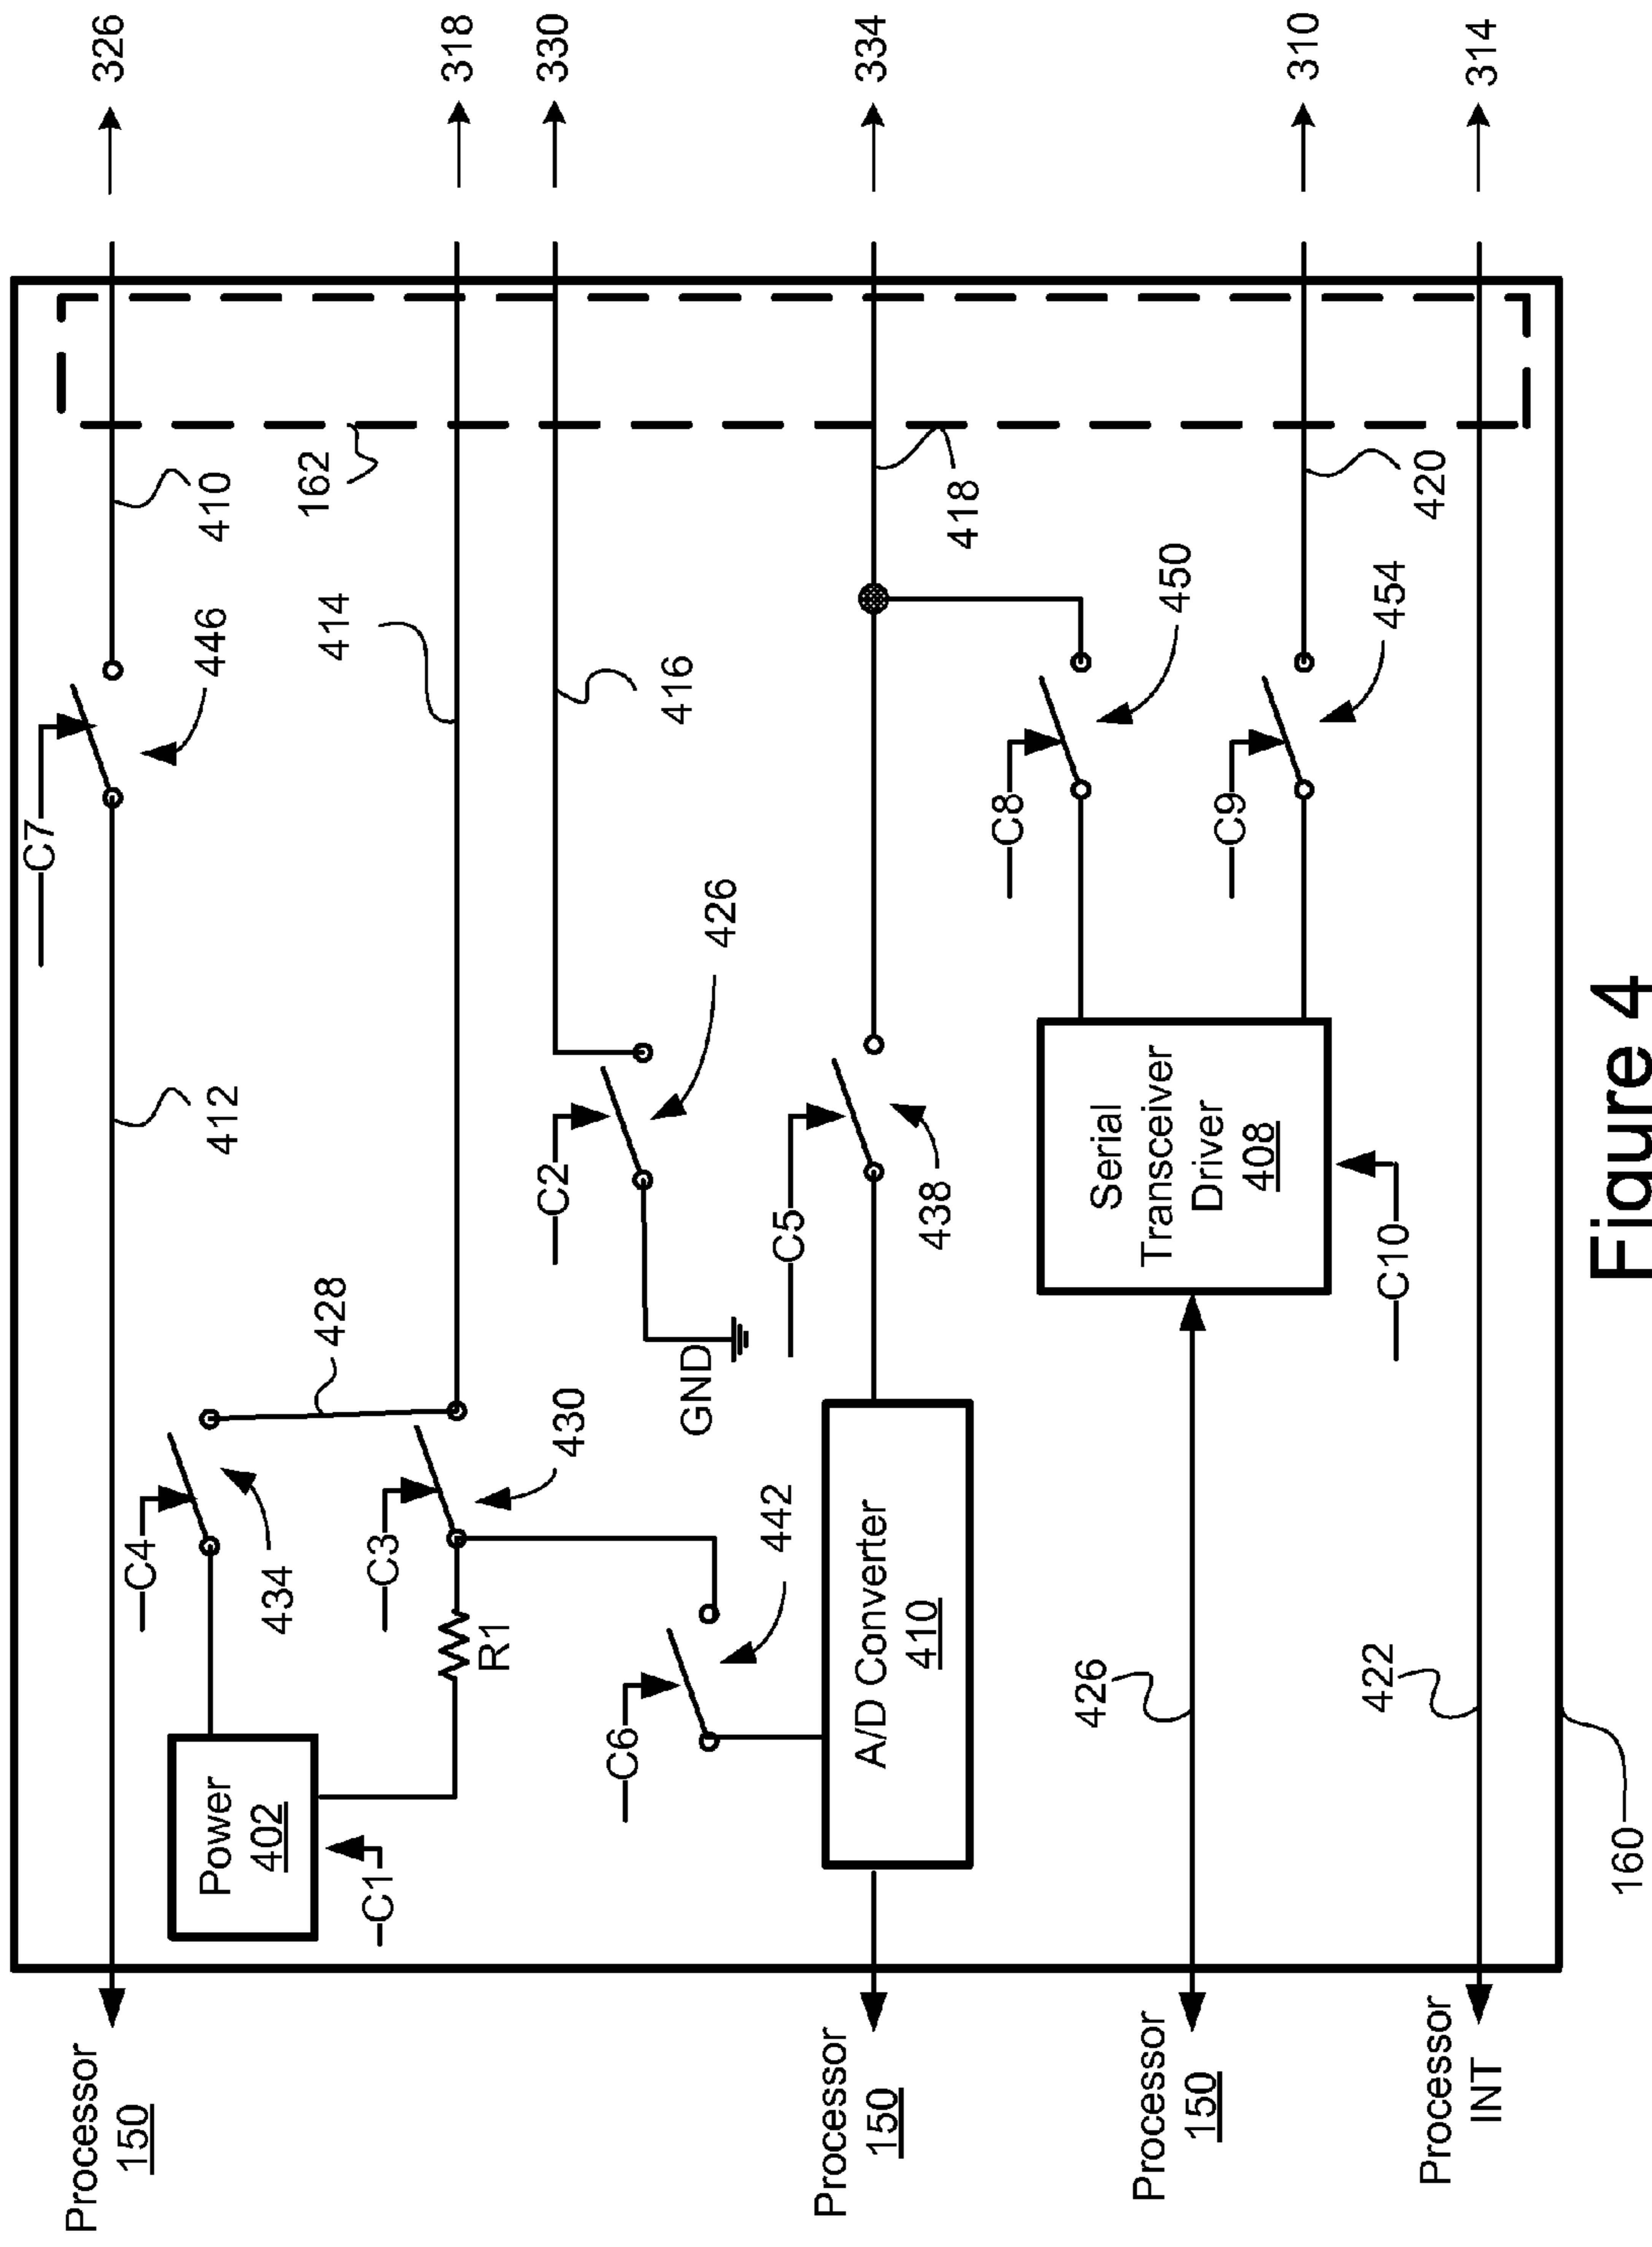 326
318
330
334
310
314
C7
446
410
162
412
414
C4
434
428
Power
402
C1
C3
430
R1
416
C2
426
GND
C6
442
C5
438
418
A/D Converter
410
C8
450
C9
454
420
Serial
Transceiver
Driver
408
C10
426
422
160
Processor
150
Processor
150
Processor
150
Processor
INT
Figure 4